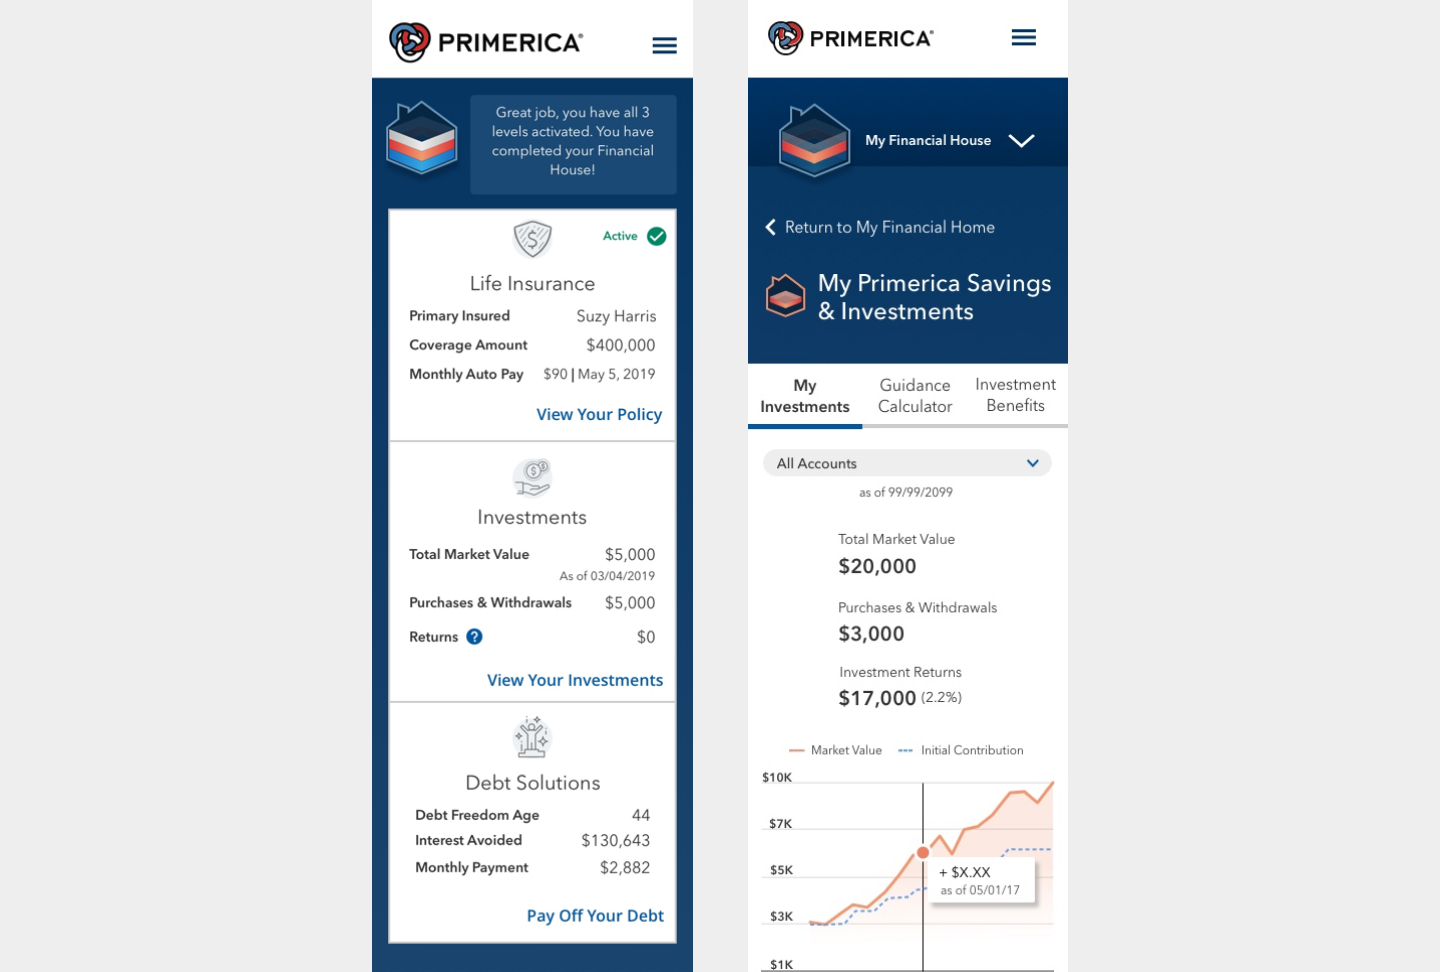 PRIMERICA®
Great job, you have all 3
levels activated. You have
completed your Financial
House!
Active
Life Insurance
Primary Insured Suzy Harris
Coverage Amount $400,000
Monthly Auto Pay $90 | May 5, 2019
View Your Policy
Investments
Total Market Value $5,000
As of 03/04/2019
Purchases & Withdrawals $5,000
Returns ? $0
View Your Investments
Debt Solutions
Debt Freedom Age 44
Interest Avoided $130,643
Monthly Payment $2,882
Pay Off Your Debt
PRIMERICA®
My Financial House
Return to My Financial Home
My Primerica Savings
& Investments
My
Investments
Guidance
Calculator
Investment
Benefits
All Accounts
as of 99/99/2099
Total Market Value
$20,000
Purchases & Withdrawals
$3,000
Investment Returns
$17,000 (2.2%)
Market Value Initial Contribution
$10K
$7K
$5K
+ $X.XX
as of 05/01/17
$3K
$1K